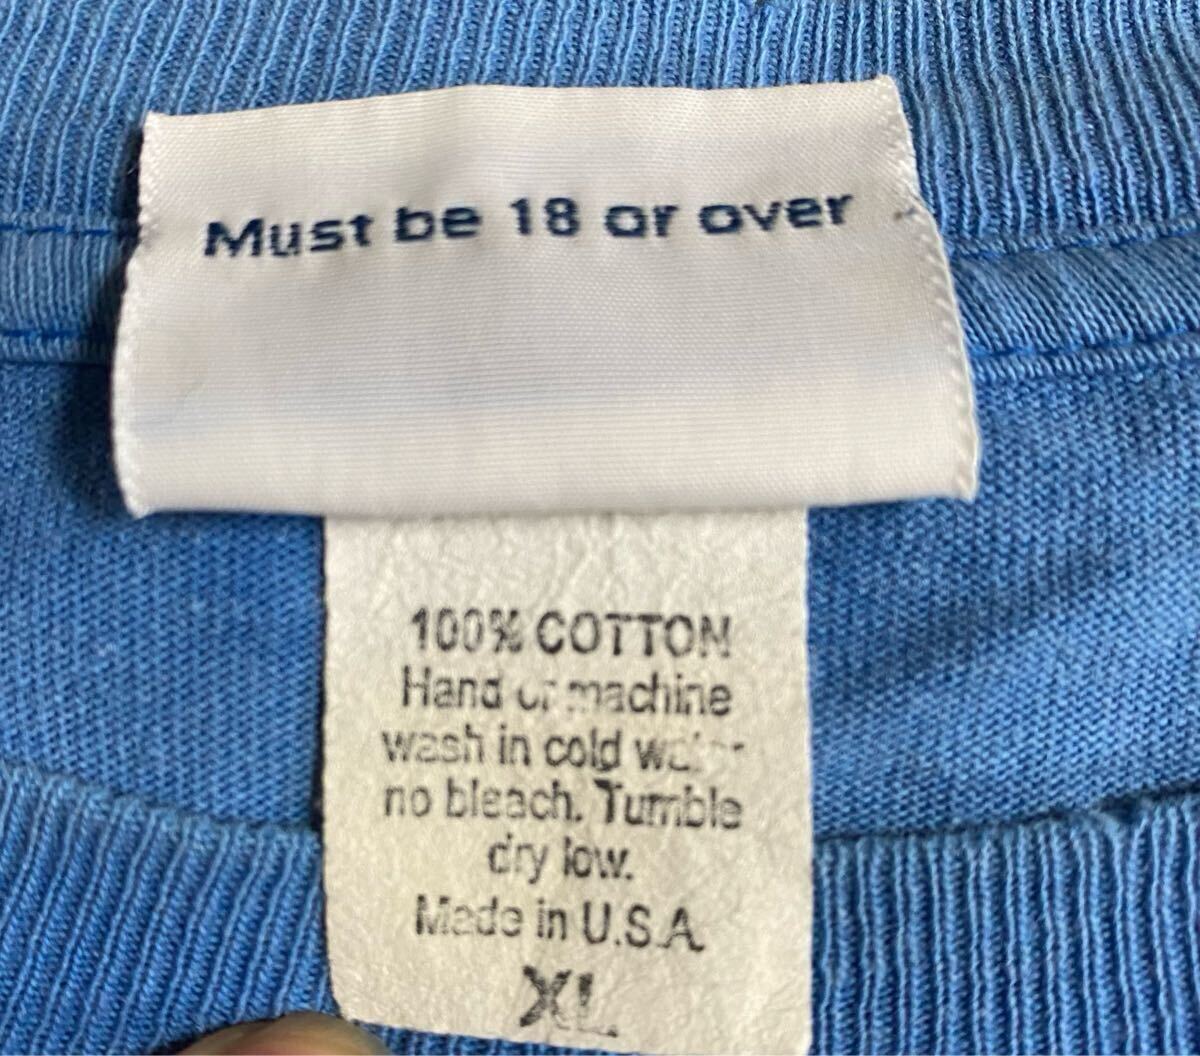 Must be 18 or over
100% COTTON
Hand or machine
wash in cold water
no bleach. Tumble
dry low.
Made in U.S.A.
XL